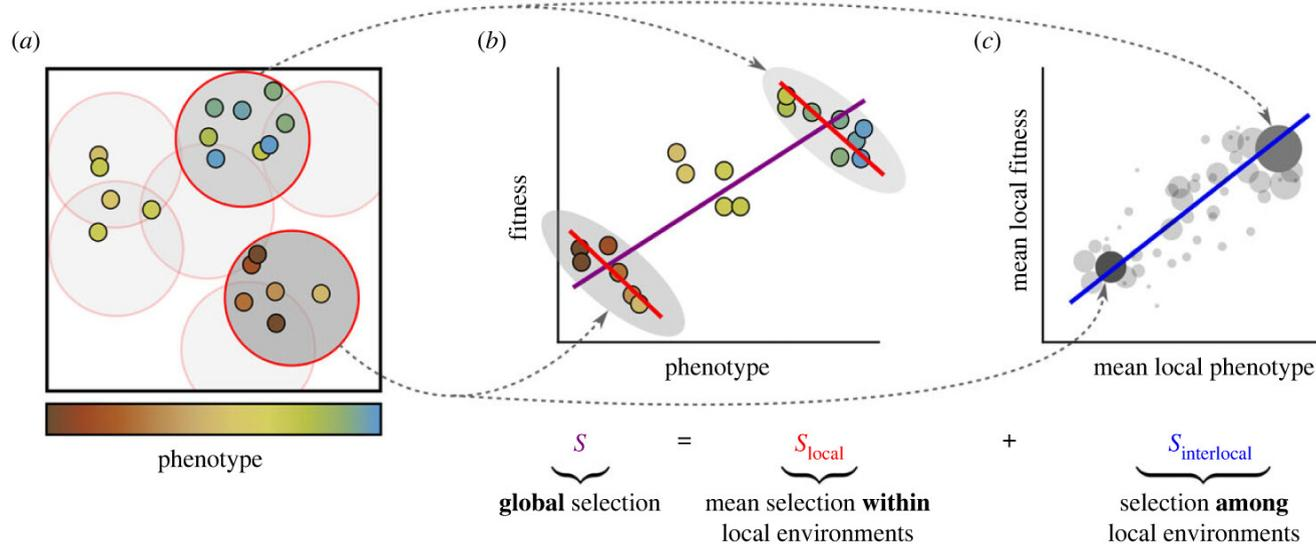 (a)
(b)
(c)
fitness
mean local fitness
phenotype
mean local phenotype
phenotype
S = S_local + S_interlocal
global selection
mean selection within
local environments
selection among
local environments